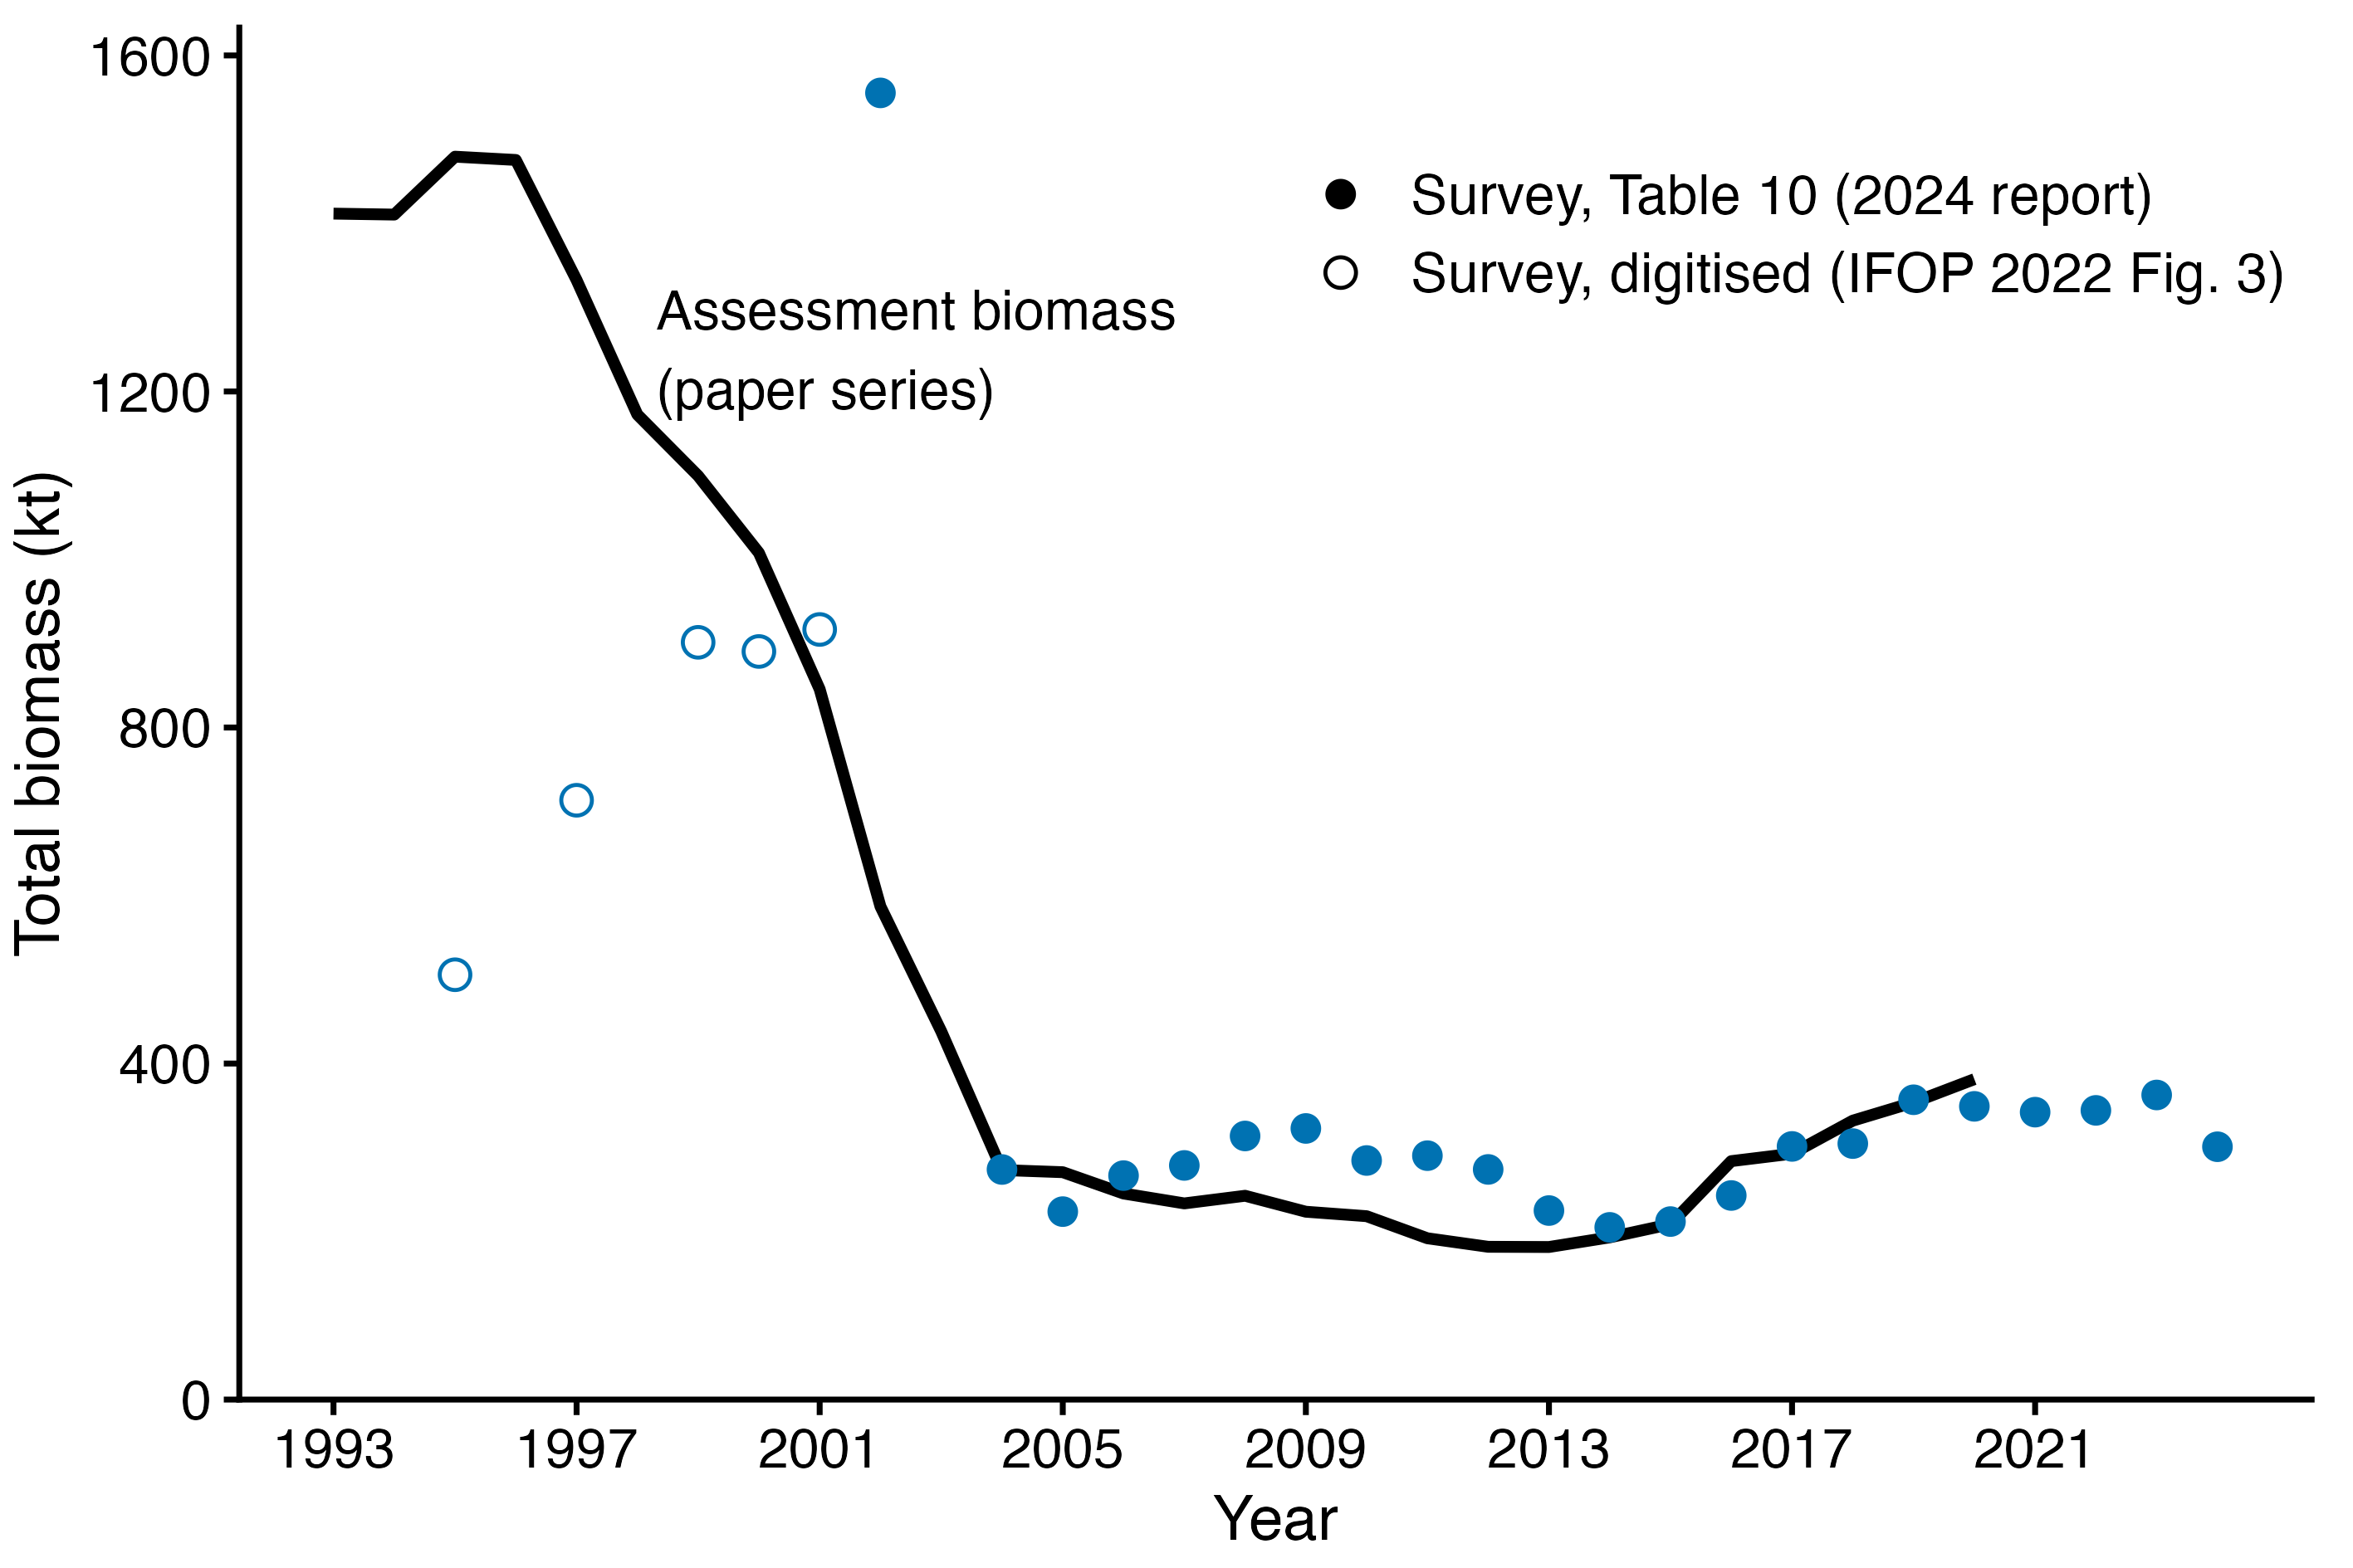 1600
1200
800
400
0
Total biomass (kt)
Survey, Table 10 (2024 report)
Survey, digitised (IFOP 2022 Fig. 3)
Assessment biomass
(paper series)
1993 1997 2001 2005 2009 2013 2017 2021
Year